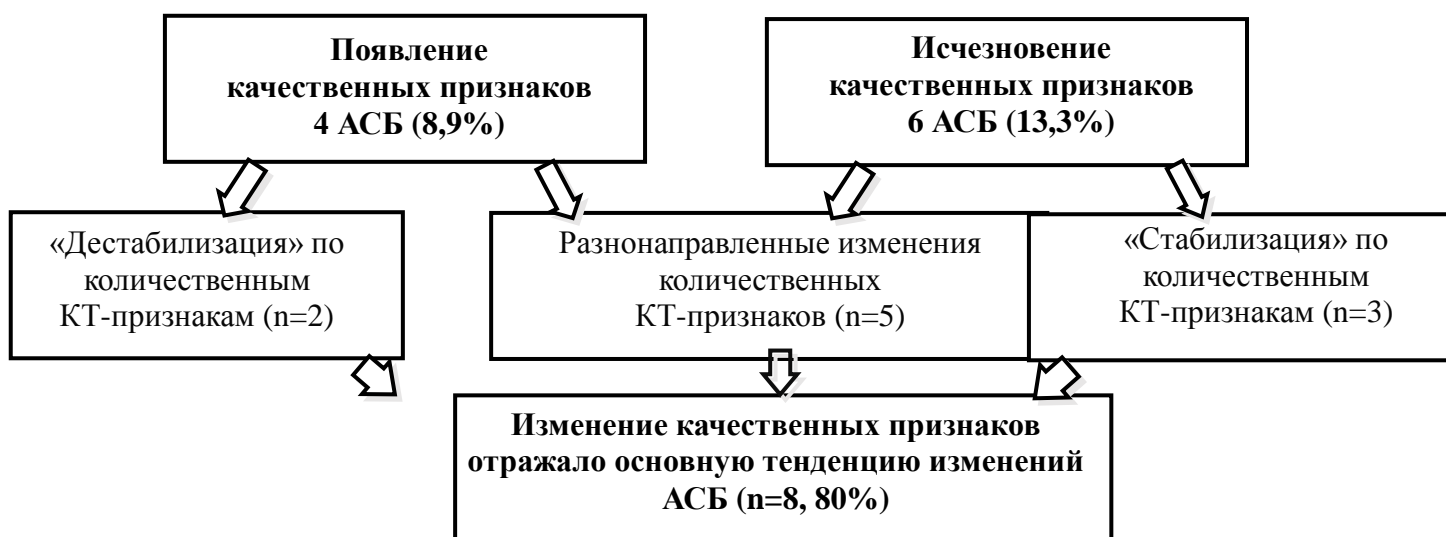 Появление
качественных признаков
4 АСБ (8,9%)
Исчезновение
качественных признаков
6 АСБ (13,3%)
«Дестабилизация» по
количественным
КТ-признакам (n=2)
Разнонаправленные изменения
количественных
КТ-признаков (n=5)
«Стабилизация» по
количественным
КТ-признакам (n=3)
Изменение качественных признаков
отражало основную тенденцию изменений
АСБ (n=8, 80%)